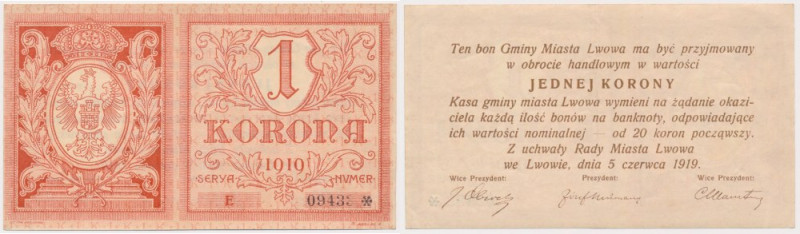 1
KORONA
1919
SERYA NUMER
E 09433 *
Ten bon Gminy Miasta Lwowa ma być przyjmowany
w obrocie handlowym w wartości
JEDNEJ KORONY
Kasa gminy miasta Lwowa wymieni na żądanie okazi-
ciela każdą ilość bonów na banknoty, odpowiadające
ich wartości nominalnej — od 20 koron począwszy.
Z uchwały Rady Miasta Lwowa
we Lwowie, dnia 5 czerwca 1919.
Wice Prezydent: Prezydent: Wice Prezydent: